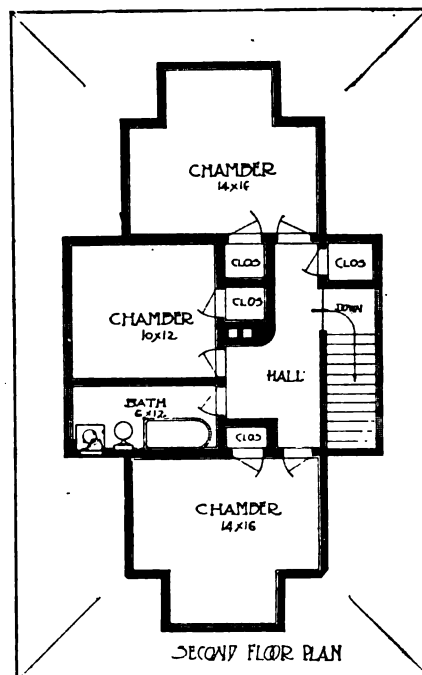 CHAMBER
14x16
CLOS
CLOS
CLOS
DOWN
CHAMBER
10x12
HALL
BATH
6x12
CLOS
CHAMBER
14x16
SECOND FLOOR PLAN